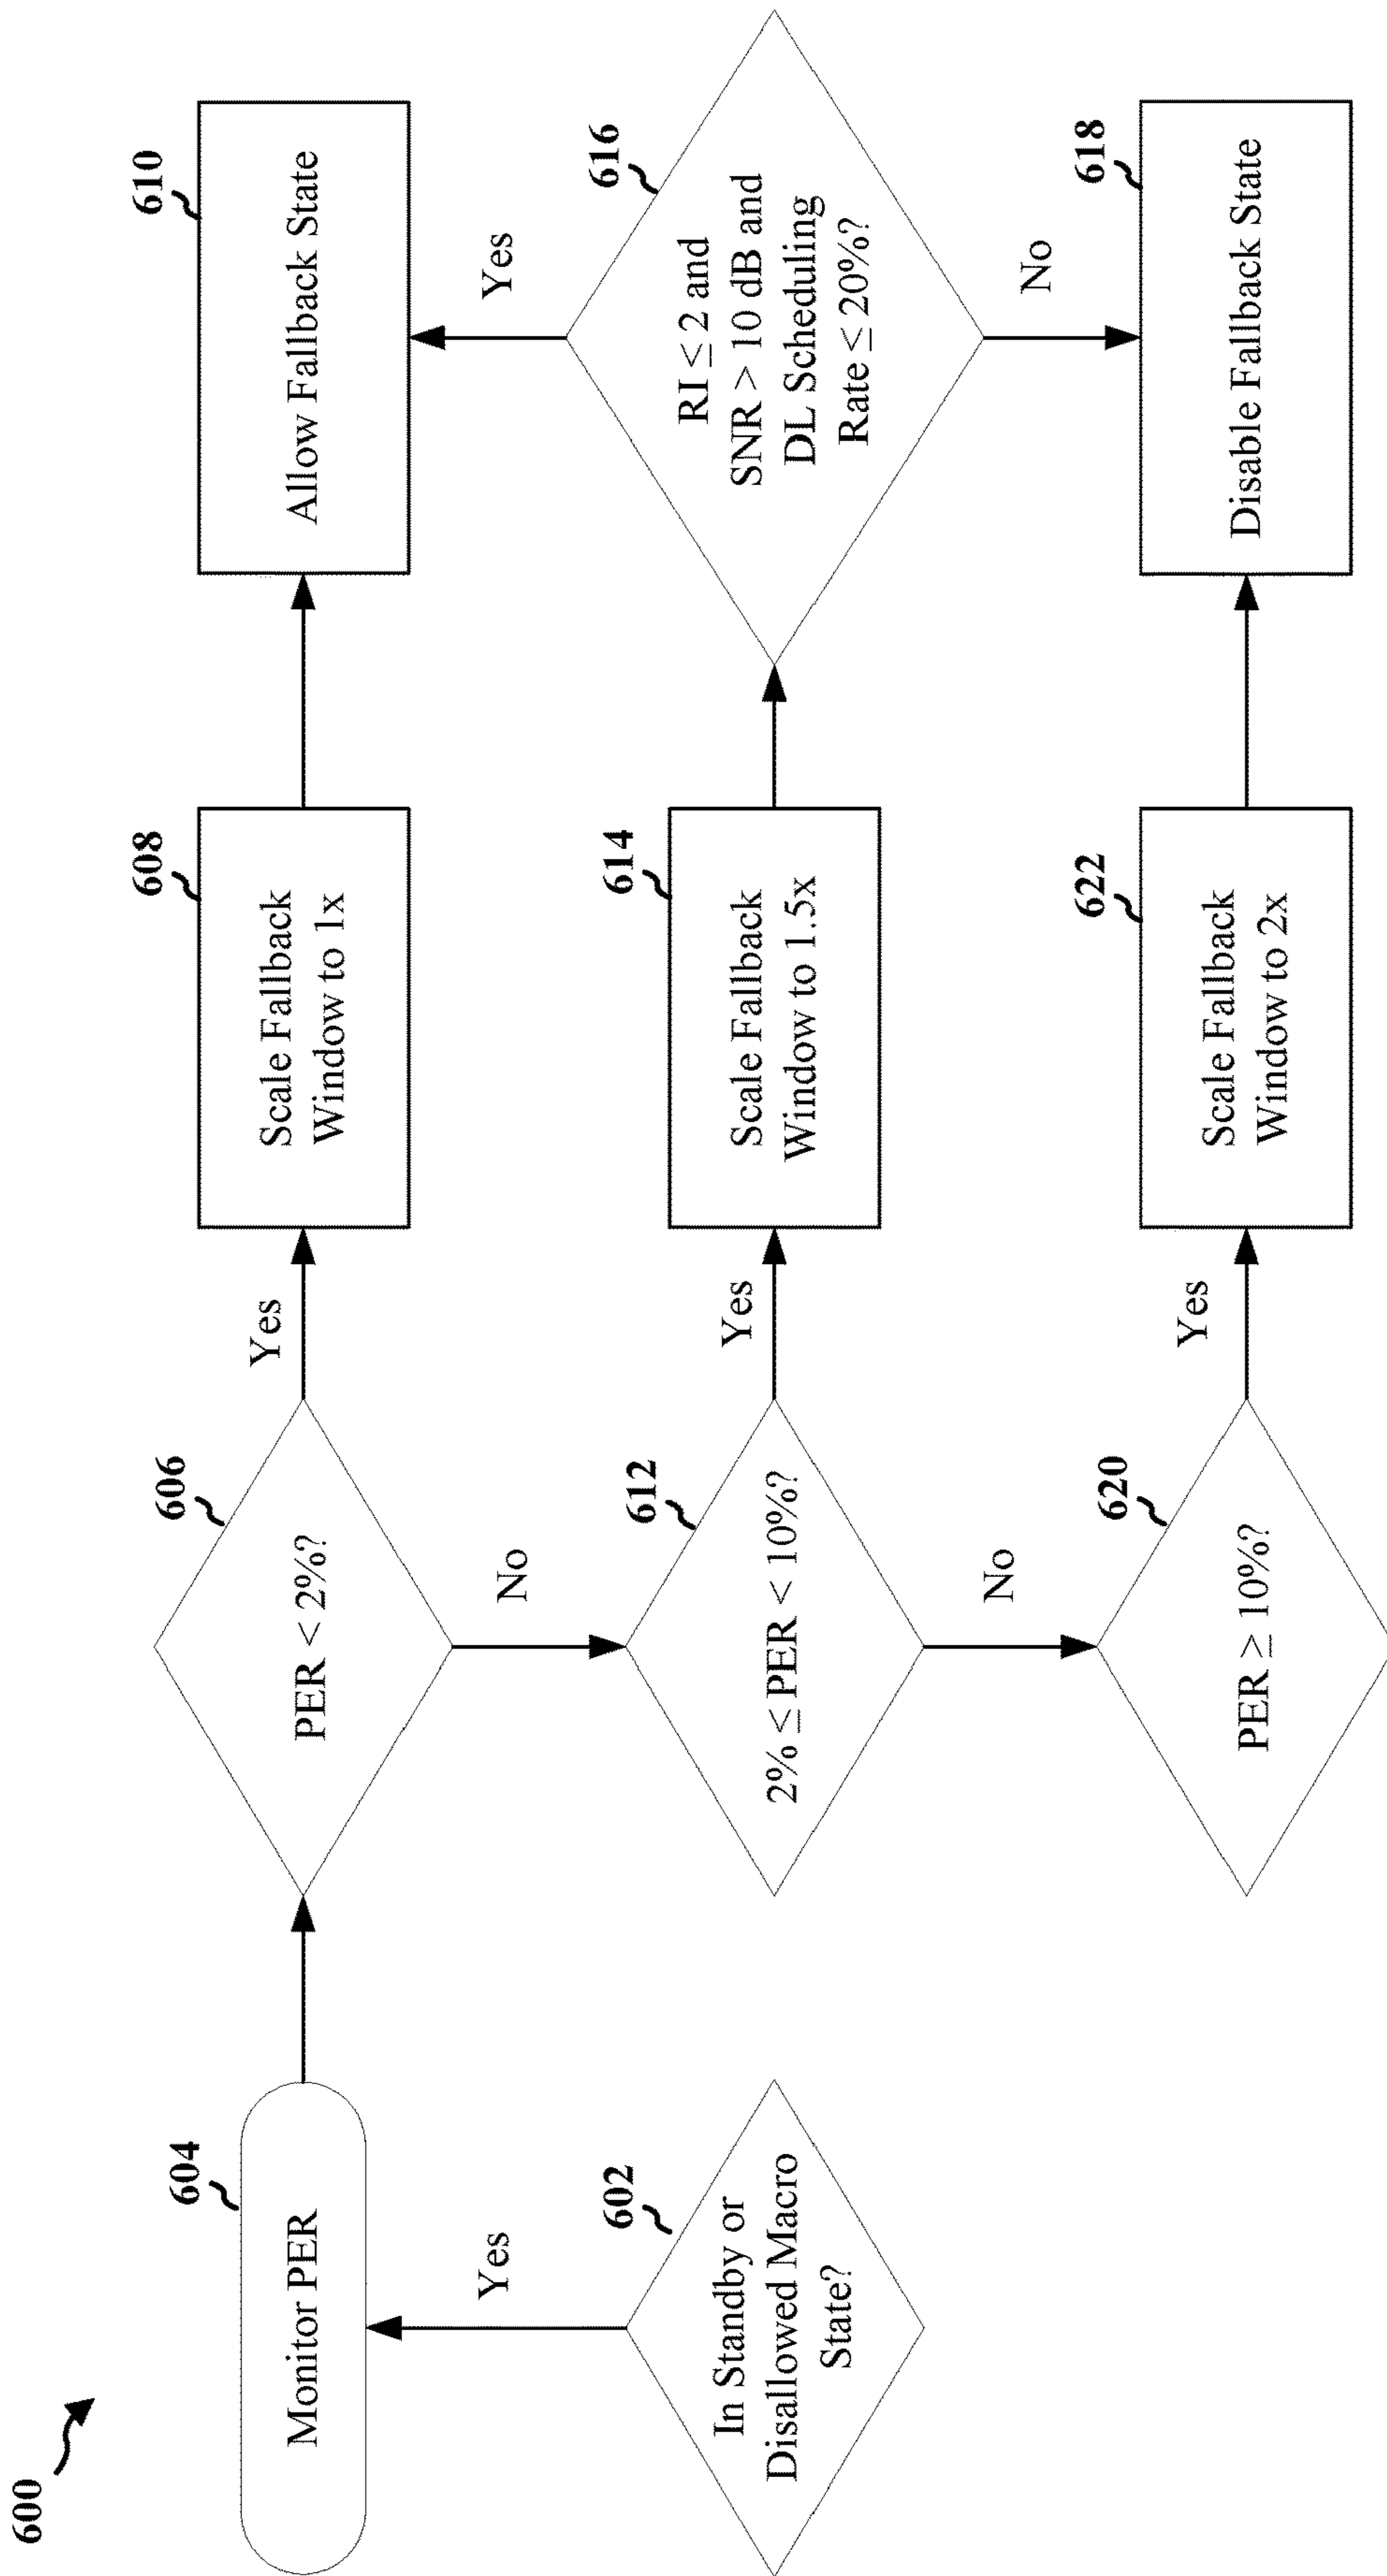 600
604
Monitor PER
Yes
602
In Standby or
Disallowed Macro
State?
606
PER < 2%?
Yes
No
608
Scale Fallback
Window to 1x
610
Allow Fallback State
612
2% ≤ PER < 10%?
Yes
No
614
Scale Fallback
Window to 1.5x
616
RI ≤ 2 and
SNR > 10 dB and
DL Scheduling
Rate ≤ 20%?
Yes
No
620
PER ≥ 10%?
Yes
622
Scale Fallback
Window to 2x
618
Disable Fallback State